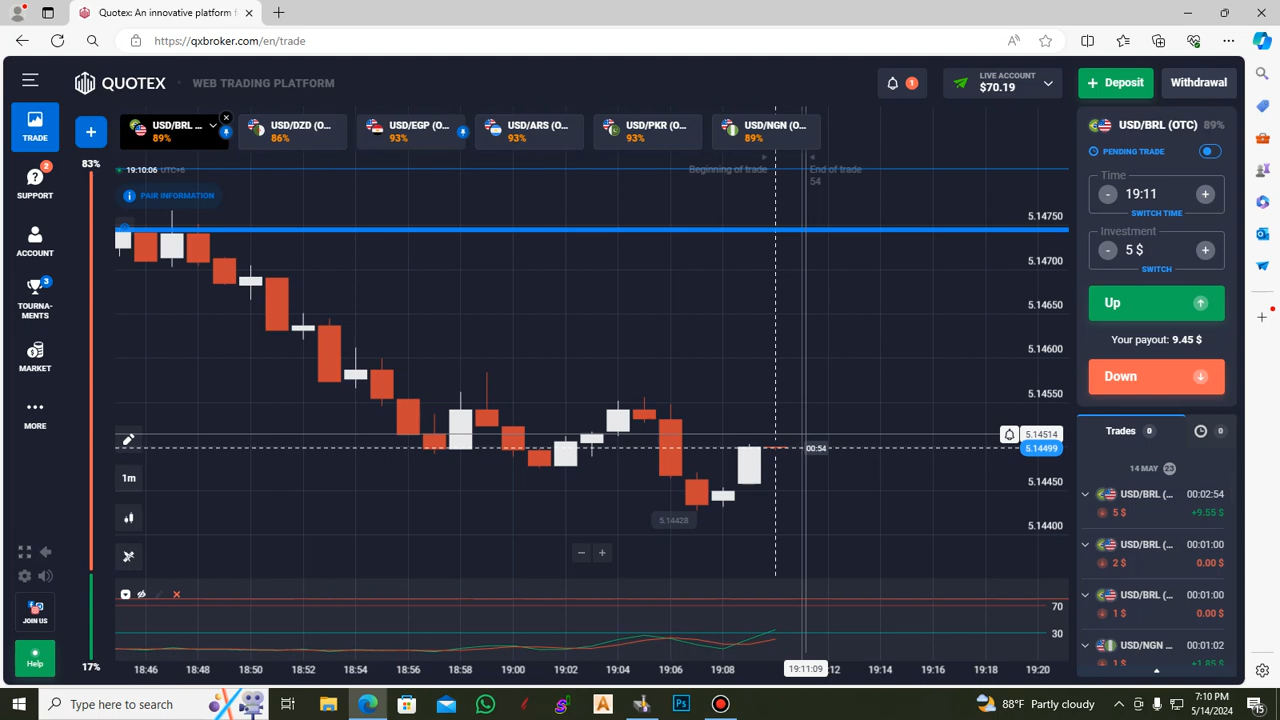 Quotex: An innovative platform f
https://qxbroker.com/en/trade
QUOTEX
WEB TRADING PLATFORM
1
LIVE ACCOUNT
$70.19
+ Deposit
Withdrawal
TRADE
2
SUPPORT
ACCOUNT
3
TOURNA-
MENTS
MARKET
MORE
JOIN US
Help
83%
17%
USD/BRL ...
89%
USD/DZD (O...
86%
USD/EGP (O...
93%
USD/ARS (O...
93%
USD/PKR (O...
93%
USD/NGN (O...
89%
19:10:06 UTC+6
PAIR INFORMATION
Beginning of trade
End of trade
54
5.14750
5.14700
5.14650
5.14600
5.14550
5.14514
5.14499
5.14450
5.14400
00:54
5.14428
1m
70
30
18:46
18:48
18:50
18:52
18:54
18:56
18:58
19:00
19:02
19:04
19:06
19:08
19:11:09
12
19:14
19:16
19:18
19:20
USD/BRL (OTC) 89%
PENDING TRADE
Time
- 19:11 +
SWITCH TIME
Investment
- 5 $ +
SWITCH
Up
Your payout: 9.45 $
Down
Trades 0
0
14 MAY 23
USD/BRL (... 00:02:54
5 $ +9.55 $
USD/BRL (... 00:01:00
2 $ 0.00 $
USD/BRL (... 00:01:00
1 $ 0.00 $
USD/NGN (... 00:01:02
1 $ +1.85 $
Type here to search
88°F Partly cloudy
7:10 PM
5/14/2024
15